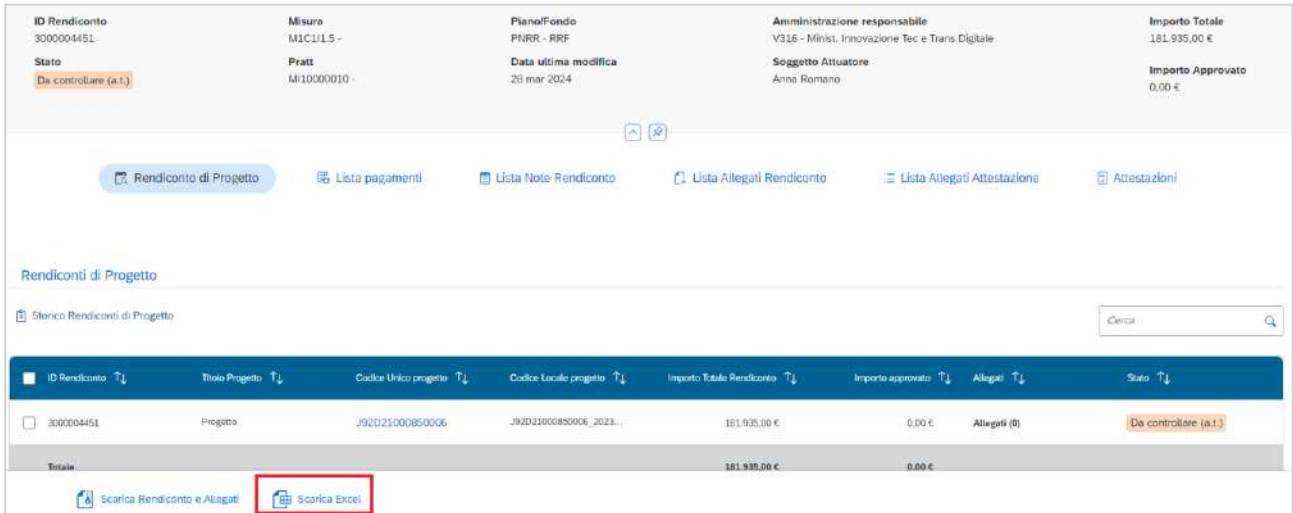 ID Rendiconto Misura Piano/Fondo Amministrazione responsabile Importo Totale
3000004451 M1C1/1.5 - PNRR - RRF V316 - Minist. Innovazione Tec e Trans Digitale 181.935,00 €
Stato Pratt Data ultima modifica Soggetto Attuatore Importo Approvato
Da controllare (a.t.) MI10000010 - 28 mar 2024 Anna Romano 0,00 €
Rendiconto di Progetto Lista pagamenti Lista Note Rendiconto Lista Allegati Rendiconto Lista Allegati Attestazione Attestazioni
Rendiconti di Progetto
Storico Rendiconti di Progetto Cerca
ID Rendiconto Titolo Progetto Codice Unico progetto Codice Locale progetto Importo Totale Rendiconto Importo approvato Allegati Stato
3000004451 Progetto J92D21000850006 J92D21000850006_2023... 181.935,00 € 0,00 € Allegati (0) Da controllare (a.t.)
Totale 181.935,00 € 0,00 €
Scarica Rendiconto e Allegati Scarica Excel